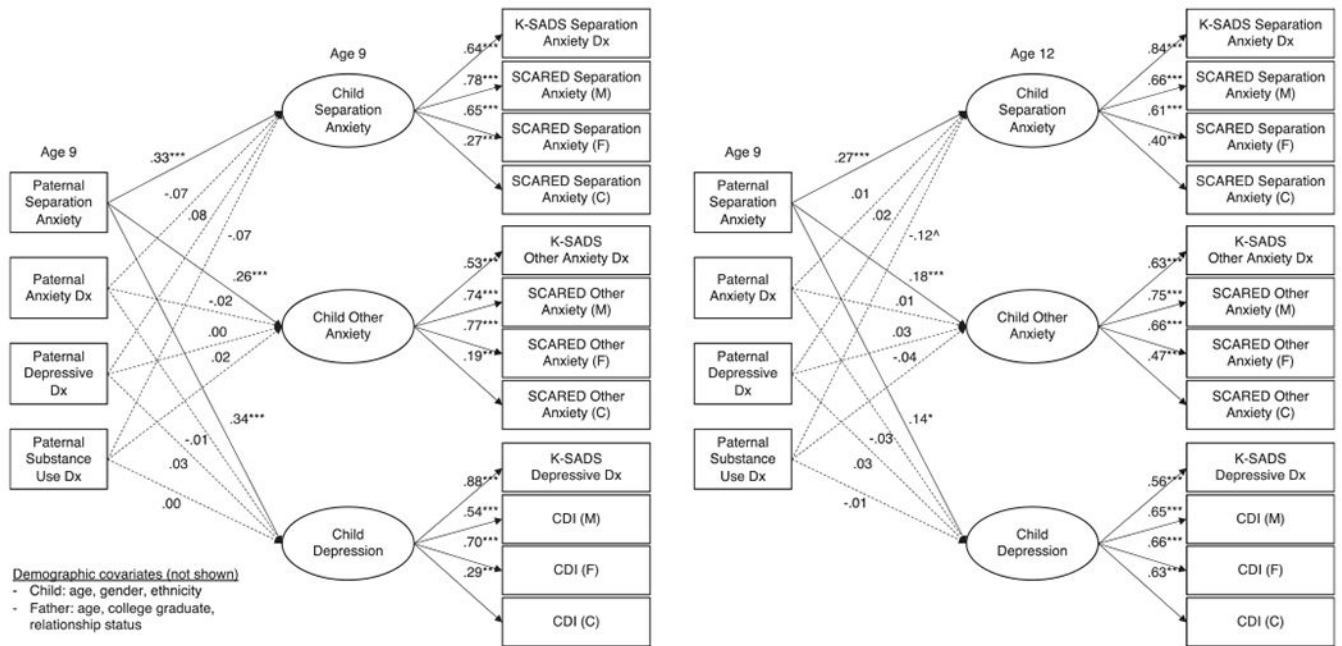 Age 9
Paternal
Separation
Anxiety
Paternal
Anxiety Dx
Paternal
Depressive
Dx
Paternal
Substance
Use Dx
.33***
-.07
.08
-.07
.26***
-.02
.00
.02
.34***
-.01
.03
.00
Age 9
Child
Separation
Anxiety
Child Other
Anxiety
Child
Depression
.64***
.78***
.65***
.27***
.53***
.74***
.77***
.19***
.88***
.54***
.70***
.29***
K-SADS Separation
Anxiety Dx
SCARED Separation
Anxiety (M)
SCARED Separation
Anxiety (F)
SCARED Separation
Anxiety (C)
K-SADS
Other Anxiety Dx
SCARED Other
Anxiety (M)
SCARED Other
Anxiety (F)
SCARED Other
Anxiety (C)
K-SADS
Depressive Dx
CDI (M)
CDI (F)
CDI (C)
Demographic covariates (not shown)
- Child: age, gender, ethnicity
- Father: age, college graduate,
relationship status
Age 9
Paternal
Separation
Anxiety
Paternal
Anxiety Dx
Paternal
Depressive
Dx
Paternal
Substance
Use Dx
.27***
.01
.02
-.12^
.18***
.01
.03
-.04
.14*
-.03
.03
-.01
Age 12
Child
Separation
Anxiety
Child Other
Anxiety
Child
Depression
.84***
.66***
.61***
.40***
.63***
.75***
.66***
.47***
.56***
.65***
.66***
.63***
K-SADS Separation
Anxiety Dx
SCARED Separation
Anxiety (M)
SCARED Separation
Anxiety (F)
SCARED Separation
Anxiety (C)
K-SADS
Other Anxiety Dx
SCARED Other
Anxiety (M)
SCARED Other
Anxiety (F)
SCARED Other
Anxiety (C)
K-SADS
Depressive Dx
CDI (M)
CDI (F)
CDI (C)